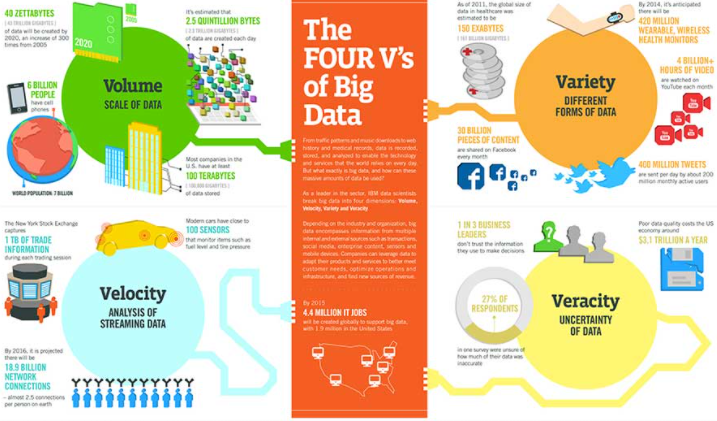 40 ZETTABYTES
[ 43 TRILLION GIGABYTES ]
of data will be created by
2020, an increase of 300
times from 2005
2005
2020
6 BILLION
PEOPLE
have cell
phones
WORLD POPULATION: 7 BILLION
Volume
SCALE OF DATA
It's estimated that
2.5 QUINTILLION BYTES
[ 2.3 TRILLION GIGABYTES ]
of data are created each day
Most companies in the
U.S. have at least
100 TERABYTES
[ 100,000 GIGABYTES ]
of data stored
The New York Stock Exchange
captures
1 TB OF TRADE
INFORMATION
during each trading session
Modern cars have close to
100 SENSORS
that monitor items such as
fuel level and tire pressure
Velocity
ANALYSIS OF
STREAMING DATA
By 2016, it is projected
there will be
18.9 BILLION
NETWORK
CONNECTIONS
– almost 2.5 connections
per person on earth
The
FOUR V's
of Big
Data
From traffic patterns and music downloads to web
history and medical records, data is recorded,
stored, and analyzed to enable the technology
and services that the world relies on every day.
But what exactly is big data, and how can these
massive amounts of data be used?
As a leader in the sector, IBM data scientists
break big data into four dimensions: Volume,
Velocity, Variety and Veracity
Depending on the industry and organization, big
data encompasses information from multiple
internal and external sources such as transactions,
social media, enterprise content, sensors and
mobile devices. Companies can leverage data to
adapt their products and services to better meet
customer needs, optimize operations and
infrastructure, and find new sources of revenue.
By 2015
4.4 MILLION IT JOBS
will be created globally to support big data,
with 1.9 million in the United States
As of 2011, the global size of
data in healthcare was
estimated to be
150 EXABYTES
[ 161 BILLION GIGABYTES ]
30 BILLION
PIECES OF CONTENT
are shared on Facebook
every month
Variety
DIFFERENT
FORMS OF DATA
By 2014, it's anticipated
there will be
420 MILLION
WEARABLE, WIRELESS
HEALTH MONITORS
4 BILLION+
HOURS OF VIDEO
are watched on
YouTube each month
400 MILLION TWEETS
are sent per day by about 200
million monthly active users
1 IN 3 BUSINESS
LEADERS
don't trust the information
they use to make decisions
27% OF
RESPONDENTS
in one survey were unsure of
how much of their data was
inaccurate
Veracity
UNCERTAINTY
OF DATA
Poor data quality costs the US
economy around
$3.1 TRILLION A YEAR